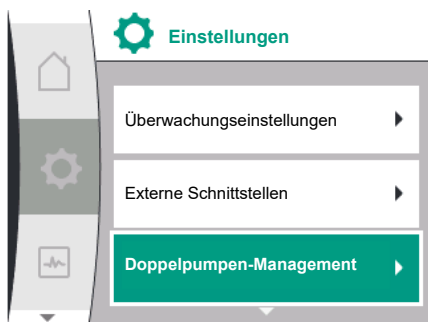 Einstellungen
Überwachungseinstellungen
Externe Schnittstellen
Doppelpumpen-Management